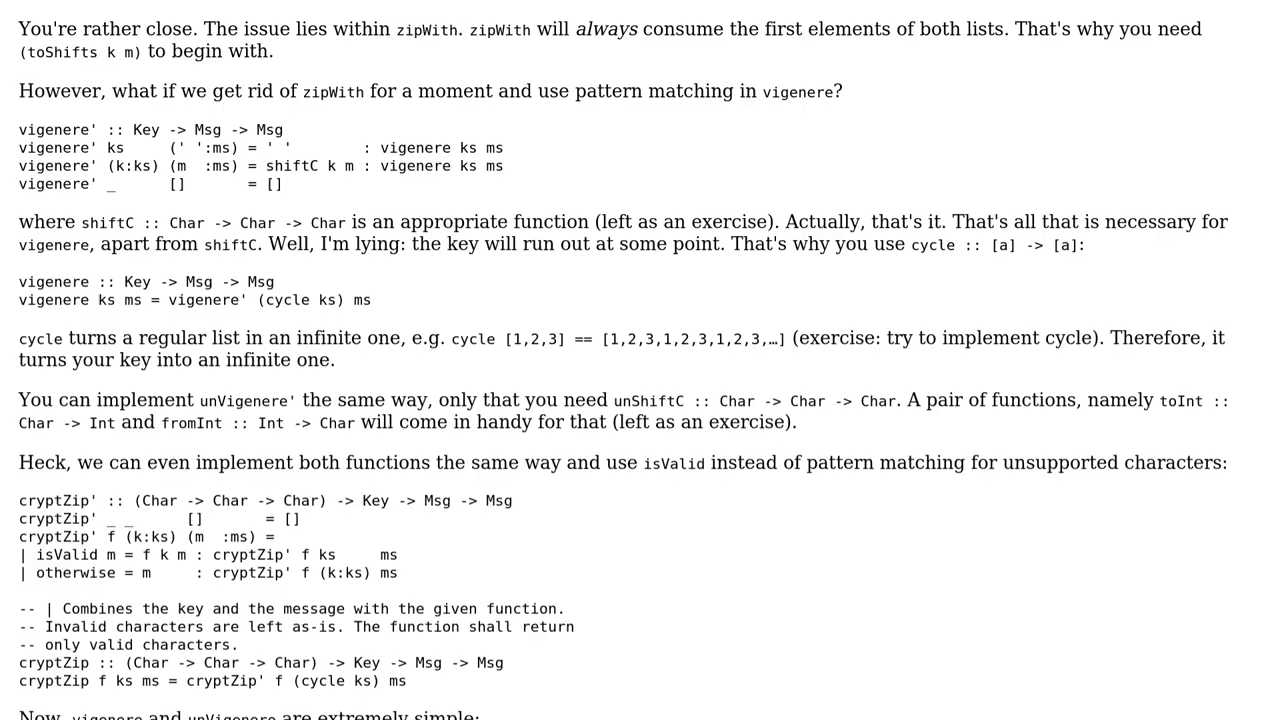 You're rather close. The issue lies within zipWith. zipWith will always consume the first elements of both lists. That's why you need
(toShifts k m) to begin with.
However, what if we get rid of zipWith for a moment and use pattern matching in vigenere?
vigenere' :: Key -> Msg -> Msg
vigenere' ks     (' ':ms) = ' '        : vigenere ks ms
vigenere' (k:ks) (m  :ms) = shiftC k m : vigenere ks ms
vigenere' _      []       = []
where shiftC :: Char -> Char -> Char is an appropriate function (left as an exercise). Actually, that's it. That's all that is necessary for
vigenere, apart from shiftC. Well, I'm lying: the key will run out at some point. That's why you use cycle :: [a] -> [a]:
vigenere :: Key -> Msg -> Msg
vigenere ks ms = vigenere' (cycle ks) ms
cycle turns a regular list in an infinite one, e.g. cycle [1,2,3] == [1,2,3,1,2,3,1,2,3,…] (exercise: try to implement cycle). Therefore, it
turns your key into an infinite one.
You can implement unVigenere' the same way, only that you need unShiftC :: Char -> Char -> Char. A pair of functions, namely toInt ::
Char -> Int and fromInt :: Int -> Char will come in handy for that (left as an exercise).
Heck, we can even implement both functions the same way and use isValid instead of pattern matching for unsupported characters:
cryptZip' :: (Char -> Char -> Char) -> Key -> Msg -> Msg
cryptZip' _ _      []       = []
cryptZip' f (k:ks) (m  :ms) =
| isValid m = f k m : cryptZip' f ks     ms
| otherwise = m     : cryptZip' f (k:ks) ms
-- | Combines the key and the message with the given function.
-- Invalid characters are left as-is. The function shall return
-- only valid characters.
cryptZip :: (Char -> Char -> Char) -> Key -> Msg -> Msg
cryptZip f ks ms = cryptZip' f (cycle ks) ms
Now, vigenere and unVigenere are extremely simple: